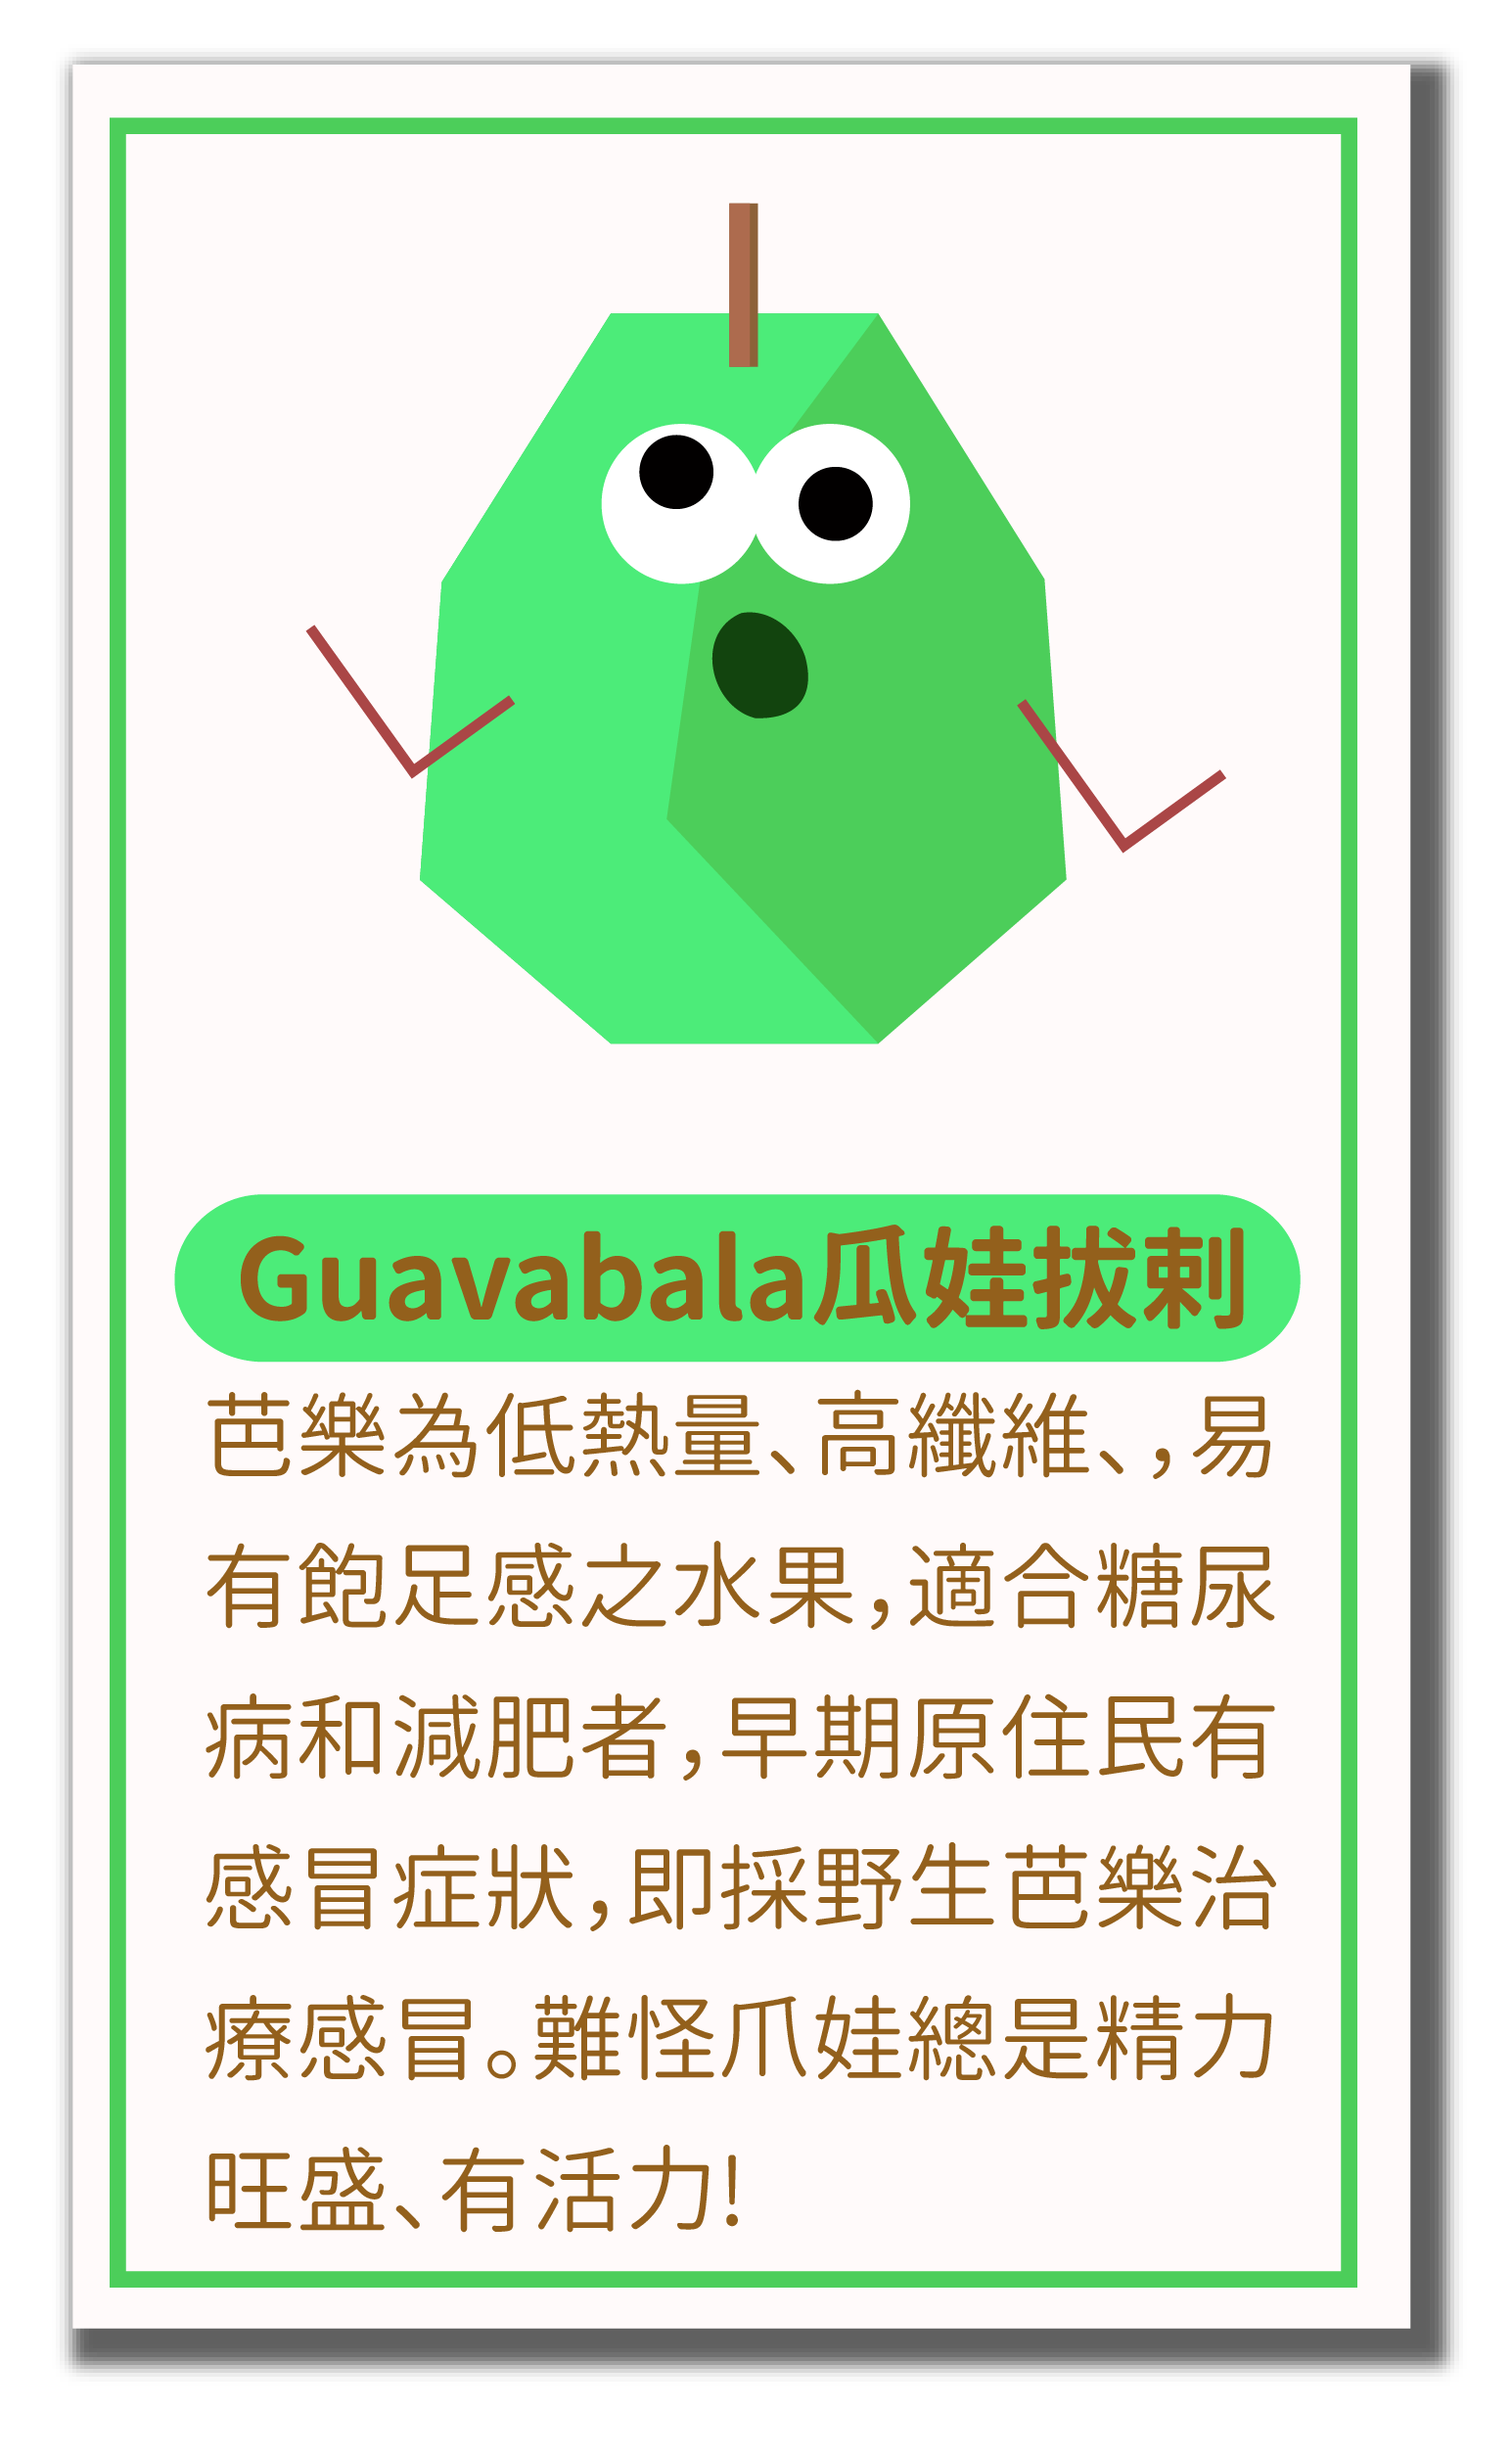 Guavabala瓜娃拔剌
芭樂為低熱量、高纖維、,易
有飽足感之水果,適合糖尿
病和減肥者,早期原住民有
感冒症狀,即採野生芭樂治
療感冒。難怪爪娃總是精力
旺盛、有活力!